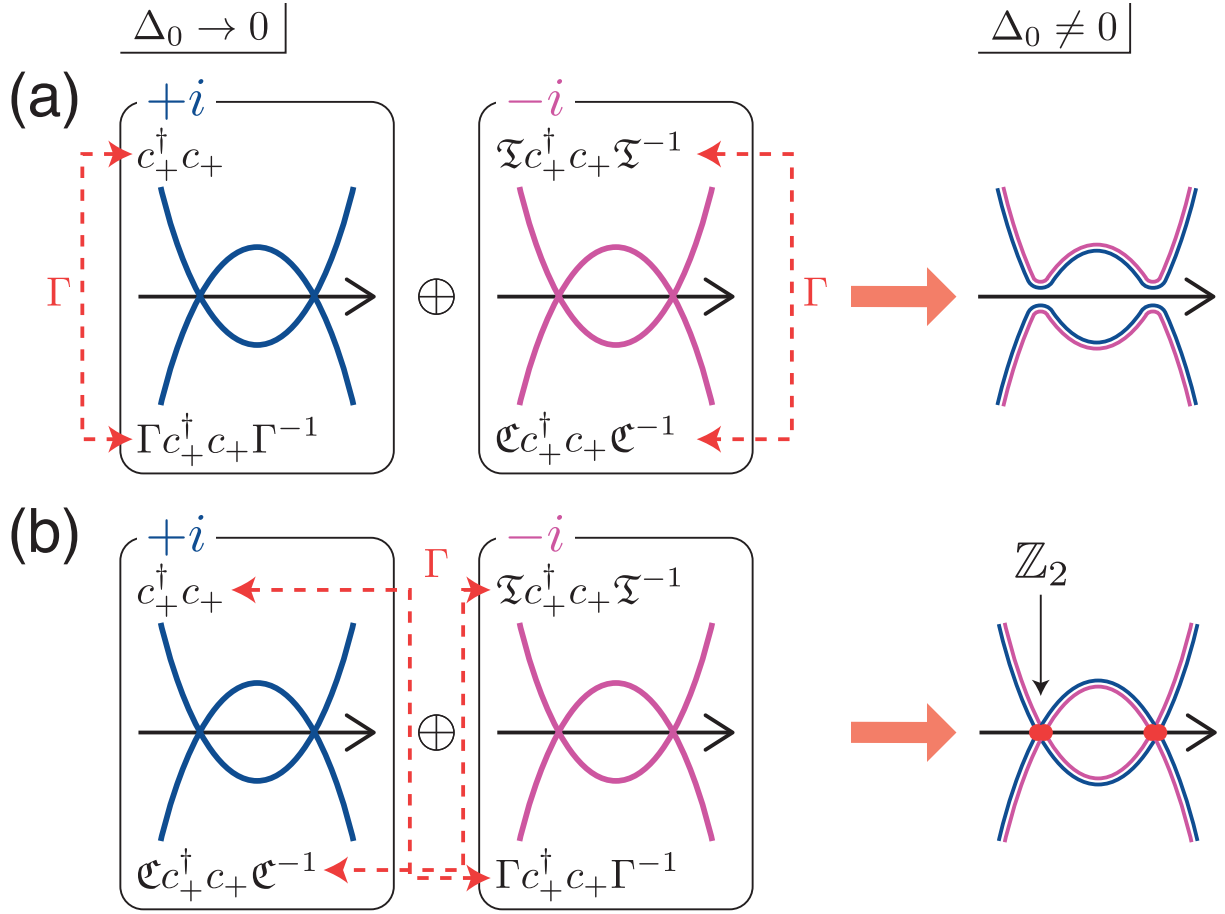 Δ₀ → 0
Δ₀ ≠ 0
(a)
+i
−i
c₊†c₊
𝔗c₊†c₊𝔗⁻¹
Γ
⊕
Γ
Γc₊†c₊Γ⁻¹
ℭc₊†c₊ℭ⁻¹
(b)
+i
−i
c₊†c₊
Γ
𝔗c₊†c₊𝔗⁻¹
ℤ₂
⊕
ℭc₊†c₊ℭ⁻¹
Γc₊†c₊Γ⁻¹